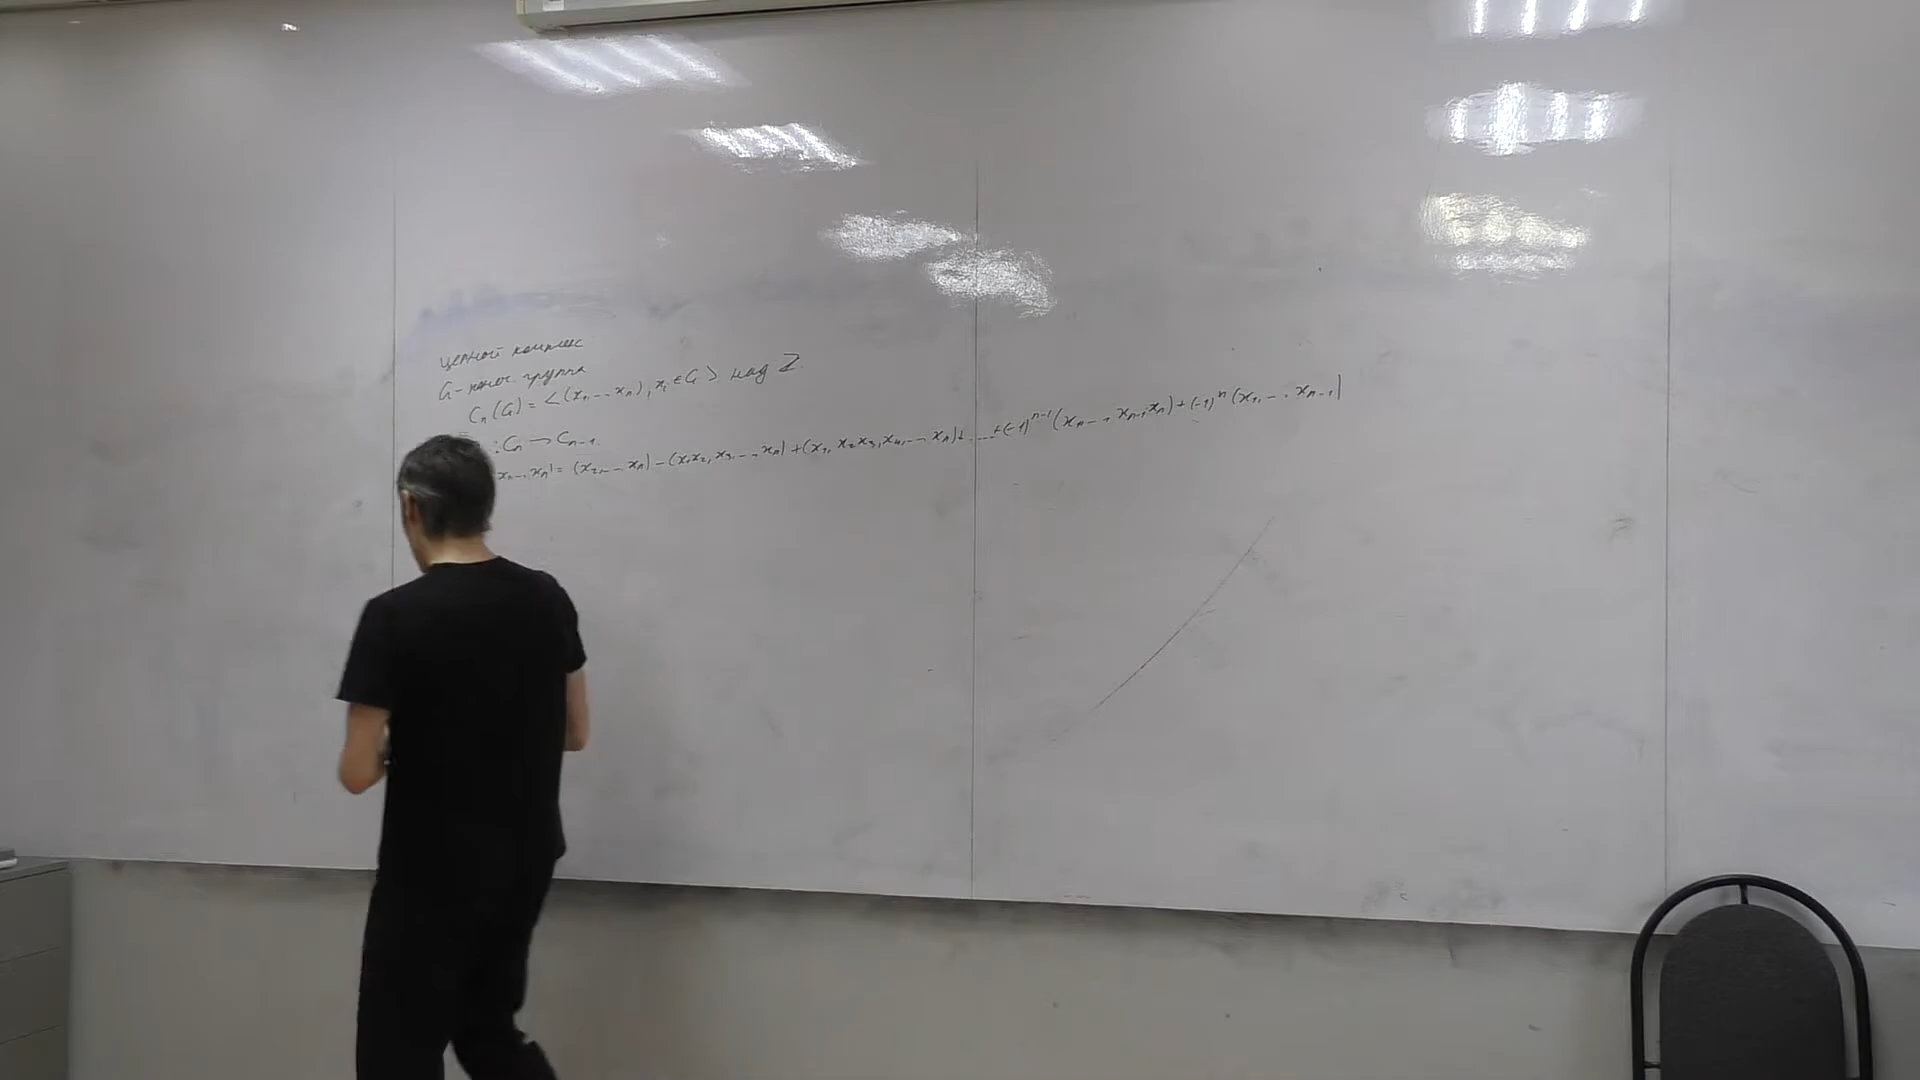 цепной комплекс
G - конеч. группа
Cₙ(G) = <(x₁, ..., xₙ), xᵢ ∈ G> над Z.
: Cₙ → Cₙ₋₁
x₁, ..., xₙ) = (x₂, ..., xₙ) - (x₁x₂, x₃, ..., xₙ) + (x₁, x₂x₃, x₄, ..., xₙ) + ... + (-1)ⁿ⁻¹(x₁, ..., xₙ₋₁xₙ) + (-1)ⁿ(x₁, ..., xₙ₋₁)